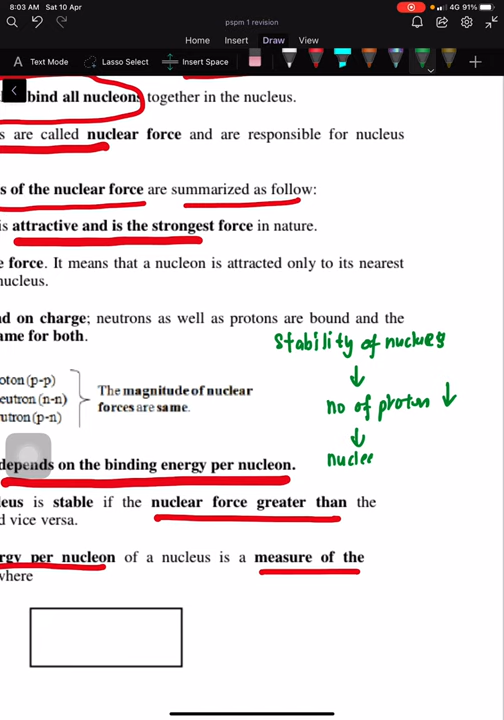 8:03 AM Sat 10 Apr
4G 91%
pspm 1 revision
Home Insert Draw View
Text Mode Lasso Select Insert Space
bind all nucleons together in the nucleus.
s are called nuclear force and are responsible for nucleus
s of the nuclear force are summarized as follow:
is attractive and is the strongest force in nature.
e force. It means that a nucleon is attracted only to its nearest
nucleus.
nd on charge; neutrons as well as protons are bound and the
ame for both.
stability of nucleus
oton (p-p)
eutron (n-n)
utron (p-n)
The magnitude of nuclear
forces are same.
no of proton ↓
nuclee
depends on the binding energy per nucleon.
leus is stable if the nuclear force greater than the
d vice versa.
rgy per nucleon of a nucleus is a measure of the
where